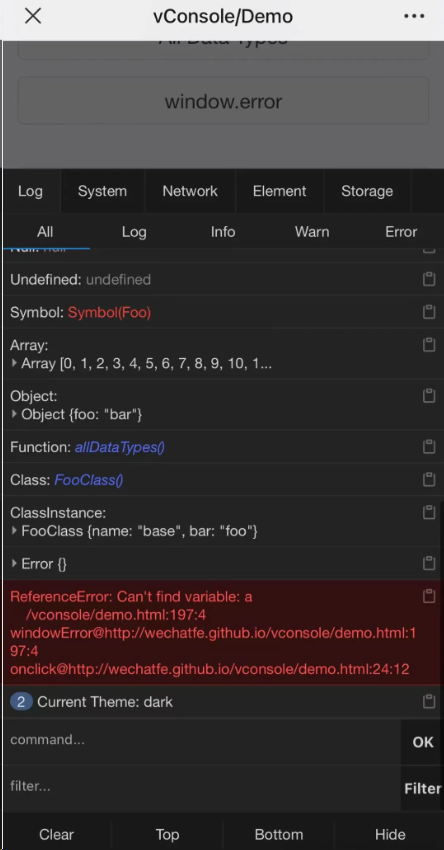 vConsole/Demo
All Data Types
window.error
Log System Network Element Storage
All Log Info Warn Error
Null: null
Undefined: undefined
Symbol: Symbol(Foo)
Array:
Array [0, 1, 2, 3, 4, 5, 6, 7, 8, 9, 10, 1...
Object:
Object {foo: "bar"}
Function: allDataTypes()
Class: FooClass()
ClassInstance:
FooClass {name: "base", bar: "foo"}
Error {}
ReferenceError: Can't find variable: a
/vconsole/demo.html:197:4
windowError@http://wechatfe.github.io/vconsole/demo.html:1
97:4
onclick@http://wechatfe.github.io/vconsole/demo.html:24:12
2 Current Theme: dark
command...
OK
filter...
Filter
Clear Top Bottom Hide